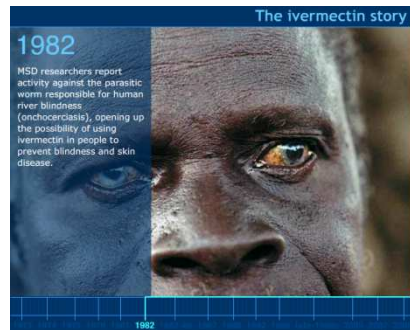 The ivermectin story
1982
MSD researchers report
activity against the parasitic
worm responsible for human
river blindness
(onchocerciasis), opening up
the possibility of using
ivermectin in people to
prevent blindness and skin
disease.
1982